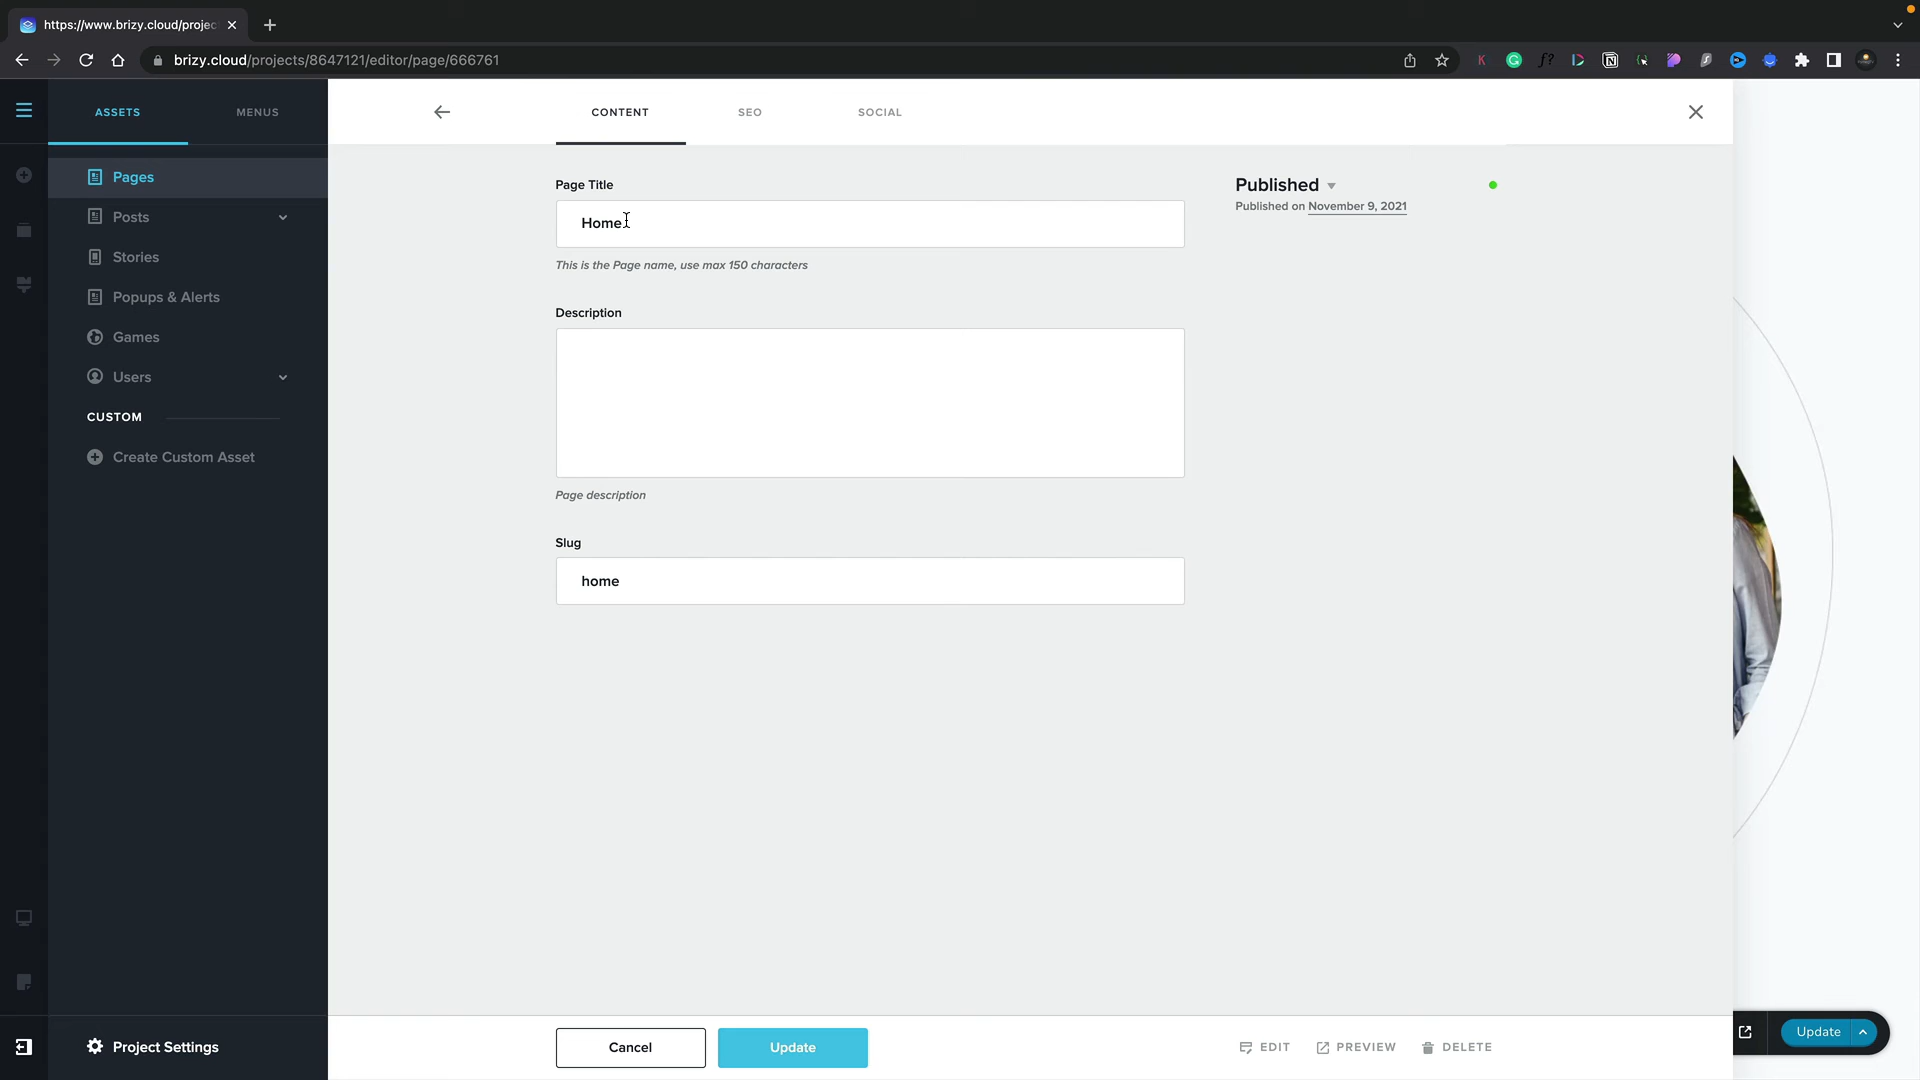 https://www.brizy.cloud/projec
brizy.cloud/projects/8647121/editor/page/666761
ASSETS
MENUS
CONTENT
SEO
SOCIAL
Pages
Posts
Stories
Popups & Alerts
Games
Users
CUSTOM
Create Custom Asset
Page Title
Home
This is the Page name, use max 150 characters
Description
Page description
Slug
home
Published
Published on November 9, 2021
Project Settings
Cancel
Update
EDIT
PREVIEW
DELETE
Update